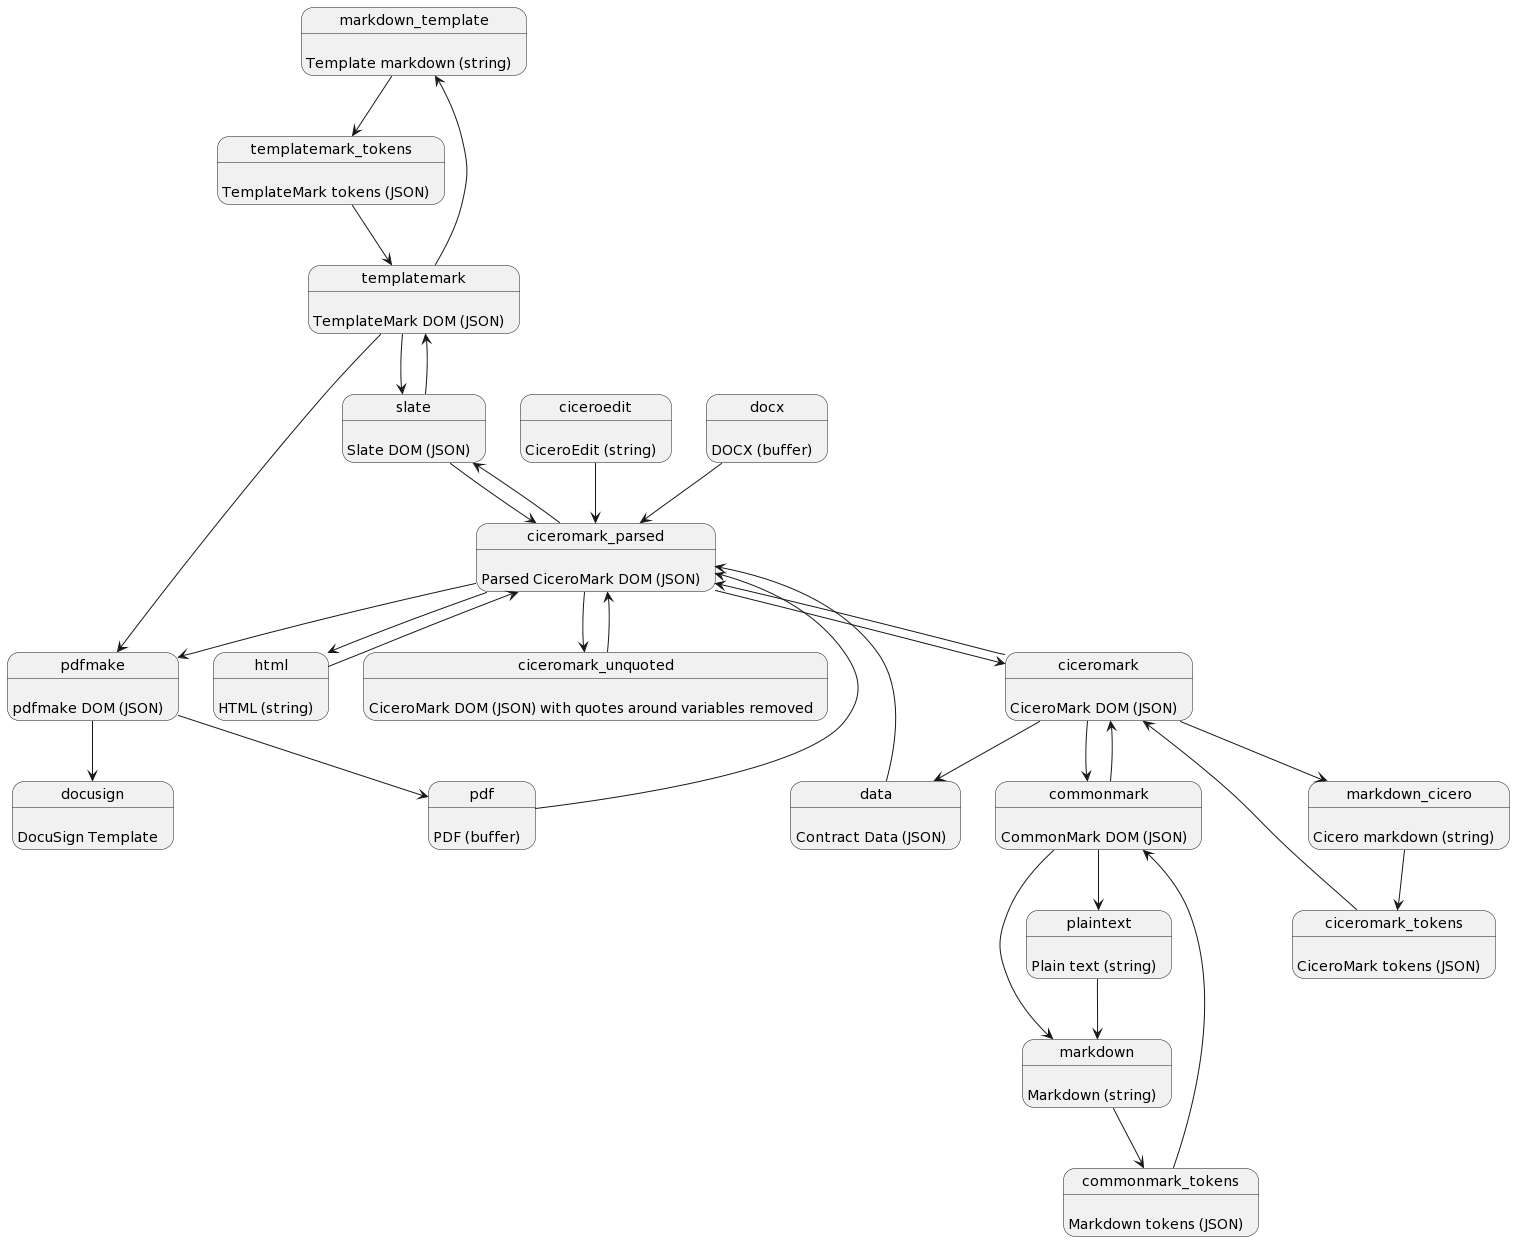 markdown_template
Template markdown (string)
templatemark_tokens
TemplateMark tokens (JSON)
templatemark
TemplateMark DOM (JSON)
slate
Slate DOM (JSON)
ciceroedit
CiceroEdit (string)
docx
DOCX (buffer)
ciceromark_parsed
Parsed CiceroMark DOM (JSON)
pdfmake
pdfmake DOM (JSON)
html
HTML (string)
ciceromark_unquoted
CiceroMark DOM (JSON) with quotes around variables removed
ciceromark
CiceroMark DOM (JSON)
docusign
DocuSign Template
pdf
PDF (buffer)
data
Contract Data (JSON)
commonmark
CommonMark DOM (JSON)
markdown_cicero
Cicero markdown (string)
plaintext
Plain text (string)
ciceromark_tokens
CiceroMark tokens (JSON)
markdown
Markdown (string)
commonmark_tokens
Markdown tokens (JSON)